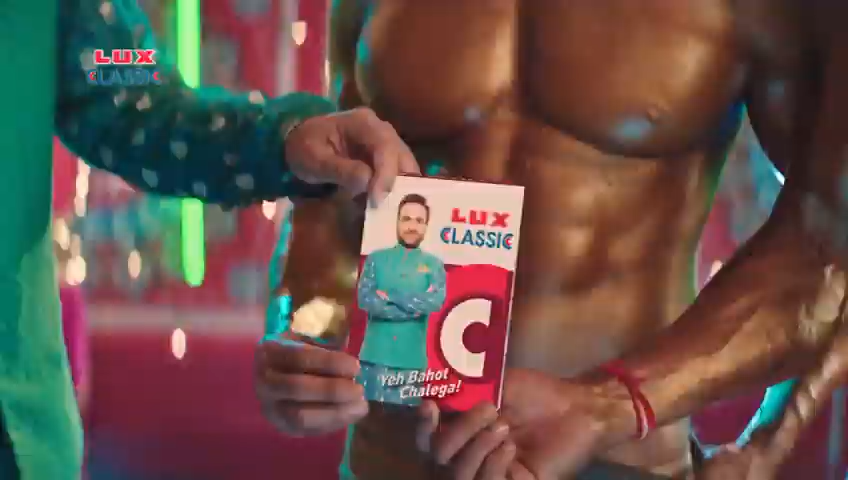 LUX
CLASSIC
LUX
CLASSIC
C
Yeh Bahot
Chalega!